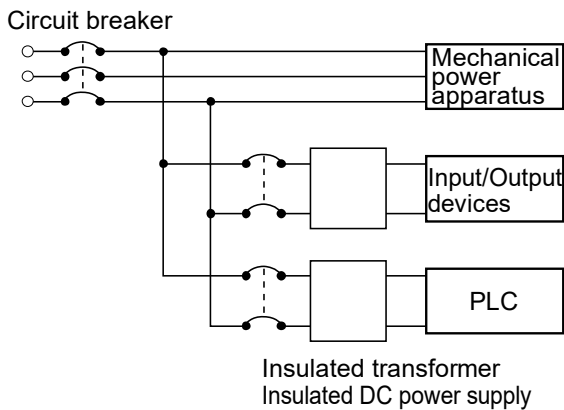 Circuit breaker
Mechanical
power
apparatus
Input/Output
devices
PLC
Insulated transformer
Insulated DC power supply